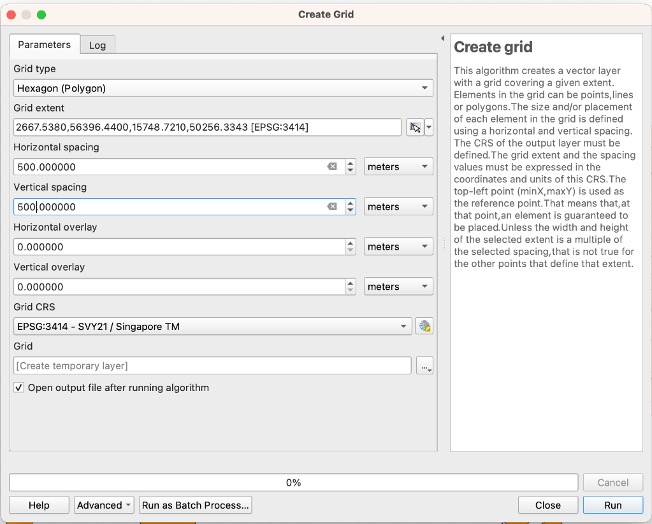 Create Grid
Parameters
Log
Grid type
Hexagon (Polygon)
Grid extent
2667.5380,56396.4400,15748.7210,50256.3343 [EPSG:3414]
Horizontal spacing
500.000000
meters
Vertical spacing
500.000000
meters
Horizontal overlay
0.000000
meters
Vertical overlay
0.000000
meters
Grid CRS
EPSG:3414 - SVY21 / Singapore TM
Grid
[Create temporary layer]
...
Open output file after running algorithm
Create grid
This algorithm creates a vector layer
with a grid covering a given extent.
Elements in the grid can be points,lines
or polygons.The size and/or placement
of each element in the grid is defined
using a horizontal and vertical spacing.
The CRS of the output layer must be
defined.The grid extent and the spacing
values must be expressed in the
coordinates and units of this CRS.The
top-left point (minX,maxY) is used as
the reference point.That means that,at
that point,an element is guaranteed to
be placed.Unless the width and height
of the selected extent is a multiple of
the selected spacing,that is not true for
the other points that define that extent.
0%
Cancel
Help
Advanced
Run as Batch Process...
Close
Run